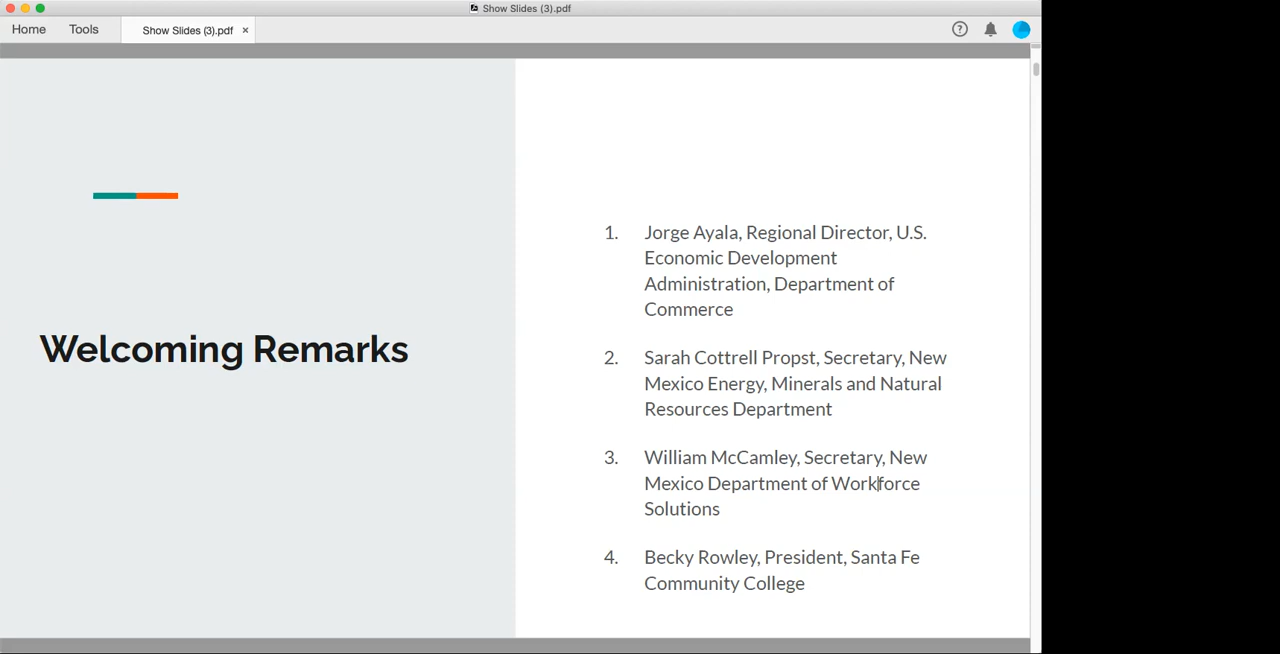 Show Slides (3).pdf
Home Tools Show Slides (3).pdf ×
Welcoming Remarks
1. Jorge Ayala, Regional Director, U.S.
Economic Development
Administration, Department of
Commerce
2. Sarah Cottrell Propst, Secretary, New
Mexico Energy, Minerals and Natural
Resources Department
3. William McCamley, Secretary, New
Mexico Department of Workforce
Solutions
4. Becky Rowley, President, Santa Fe
Community College